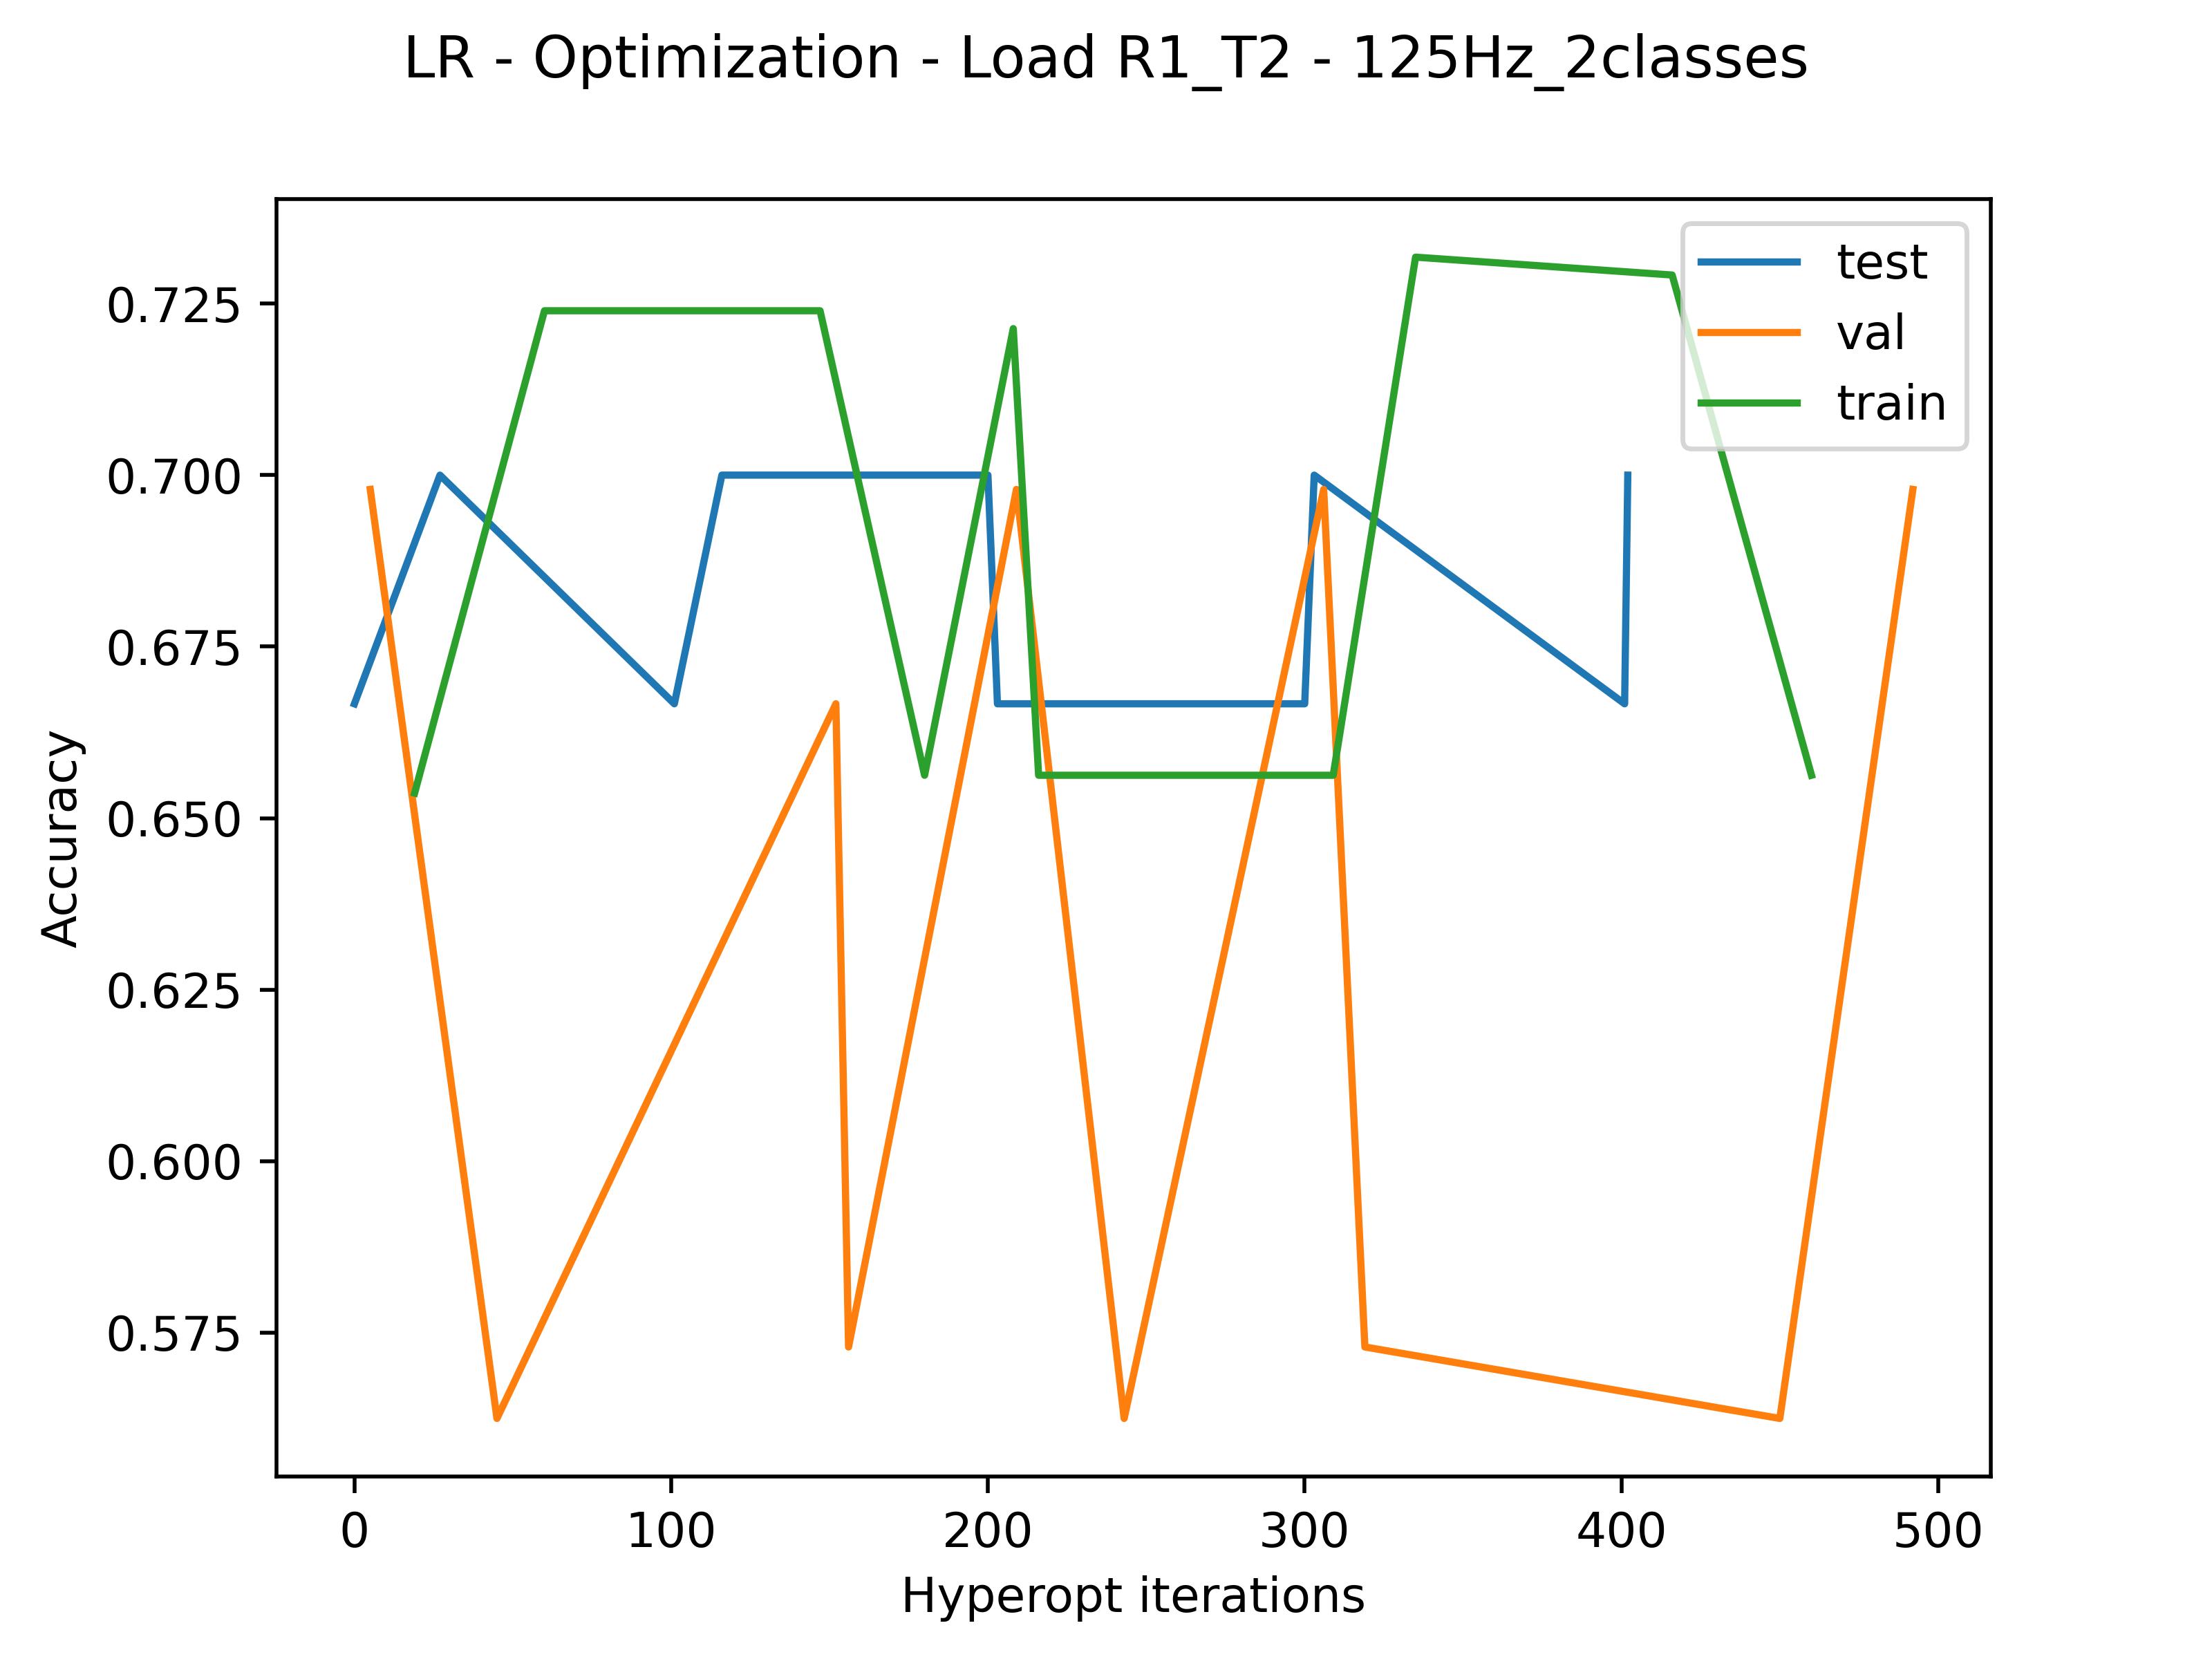 LR - Optimization - Load R1_T2 - 125Hz_2classes
test
val
train
0.725
0.700
0.675
0.650
0.625
0.600
0.575
Accuracy
0 100 200 300 400 500
Hyperopt iterations